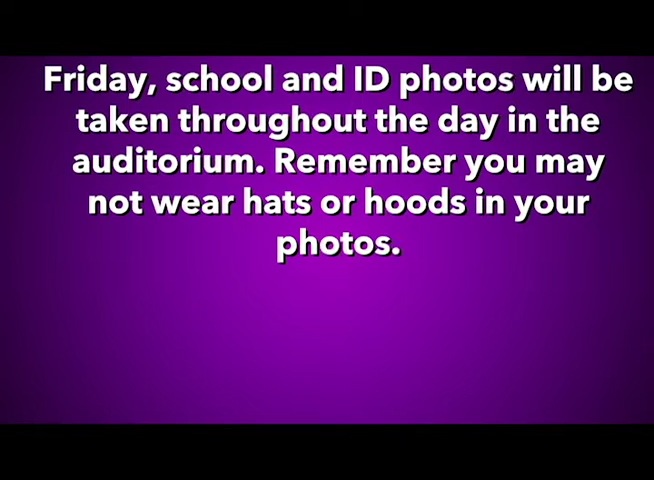 Friday, school and ID photos will be
taken throughout the day in the
auditorium. Remember you may
not wear hats or hoods in your
photos.